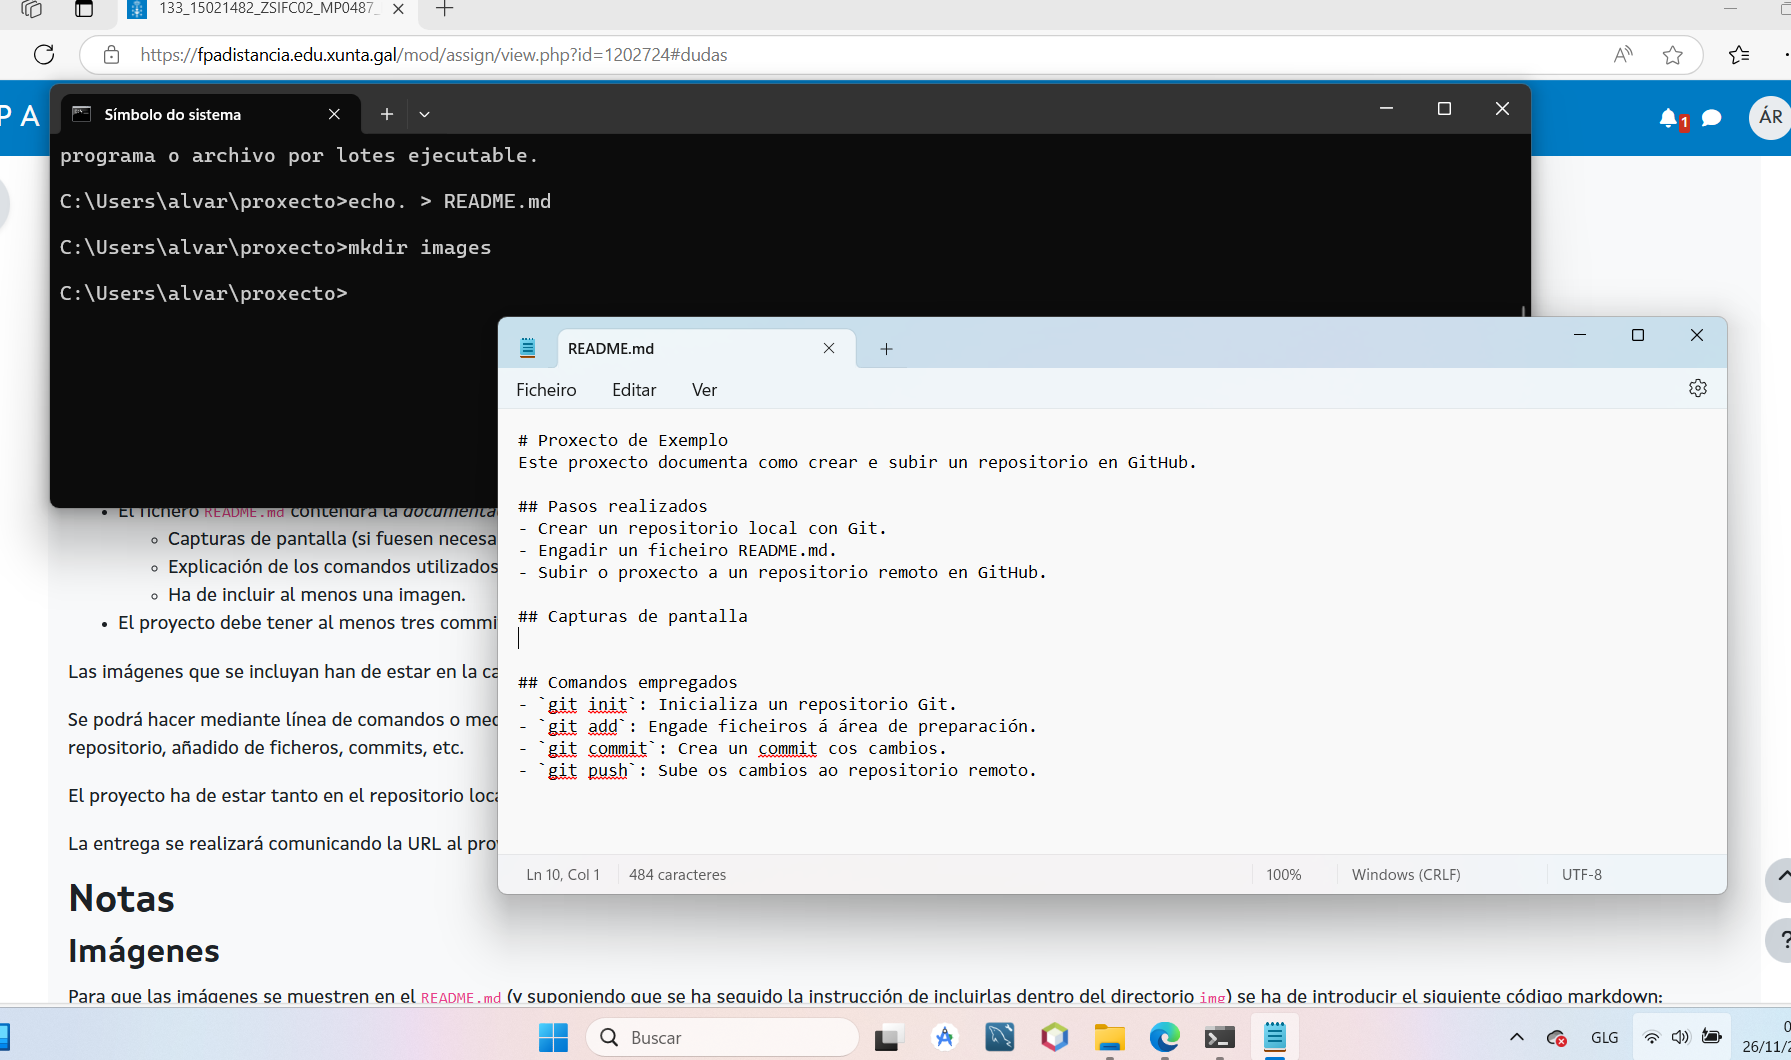 133_15021482_ZSIFC02_MP0487_
https://fpadistancia.edu.xunta.gal/mod/assign/view.php?id=1202724#dudas
P A
1
ÁR
Símbolo do sistema
programa o archivo por lotes ejecutable.
C:\Users\alvar\proxecto>echo. > README.md
C:\Users\alvar\proxecto>mkdir images
C:\Users\alvar\proxecto>
README.md
Ficheiro Editar Ver
# Proxecto de Exemplo
Este proxecto documenta como crear e subir un repositorio en GitHub.
## Pasos realizados
- Crear un repositorio local con Git.
- Engadir un ficheiro README.md.
- Subir o proxecto a un repositorio remoto en GitHub.
## Capturas de pantalla
## Comandos empregados
- `git init`: Inicializa un repositorio Git.
- `git add`: Engade ficheiros á área de preparación.
- `git commit`: Crea un commit cos cambios.
- `git push`: Sube os cambios ao repositorio remoto.
Ln 10, Col 1 484 caracteres 100% Windows (CRLF) UTF-8
El fichero README.md contendrá la documenta
Capturas de pantalla (si fuesen necesa
Explicación de los comandos utilizados
Ha de incluir al menos una imagen.
El proyecto debe tener al menos tres commi
Las imágenes que se incluyan han de estar en la ca
Se podrá hacer mediante línea de comandos o med
repositorio, añadido de ficheros, commits, etc.
El proyecto ha de estar tanto en el repositorio loca
La entrega se realizará comunicando la URL al pro
Notas
Imágenes
Para que las imágenes se muestren en el README.md (y suponiendo que se ha seguido la instrucción de incluirlas dentro del directorio img) se ha de introducir el siguiente código markdown:
Buscar
GLG
26/11/